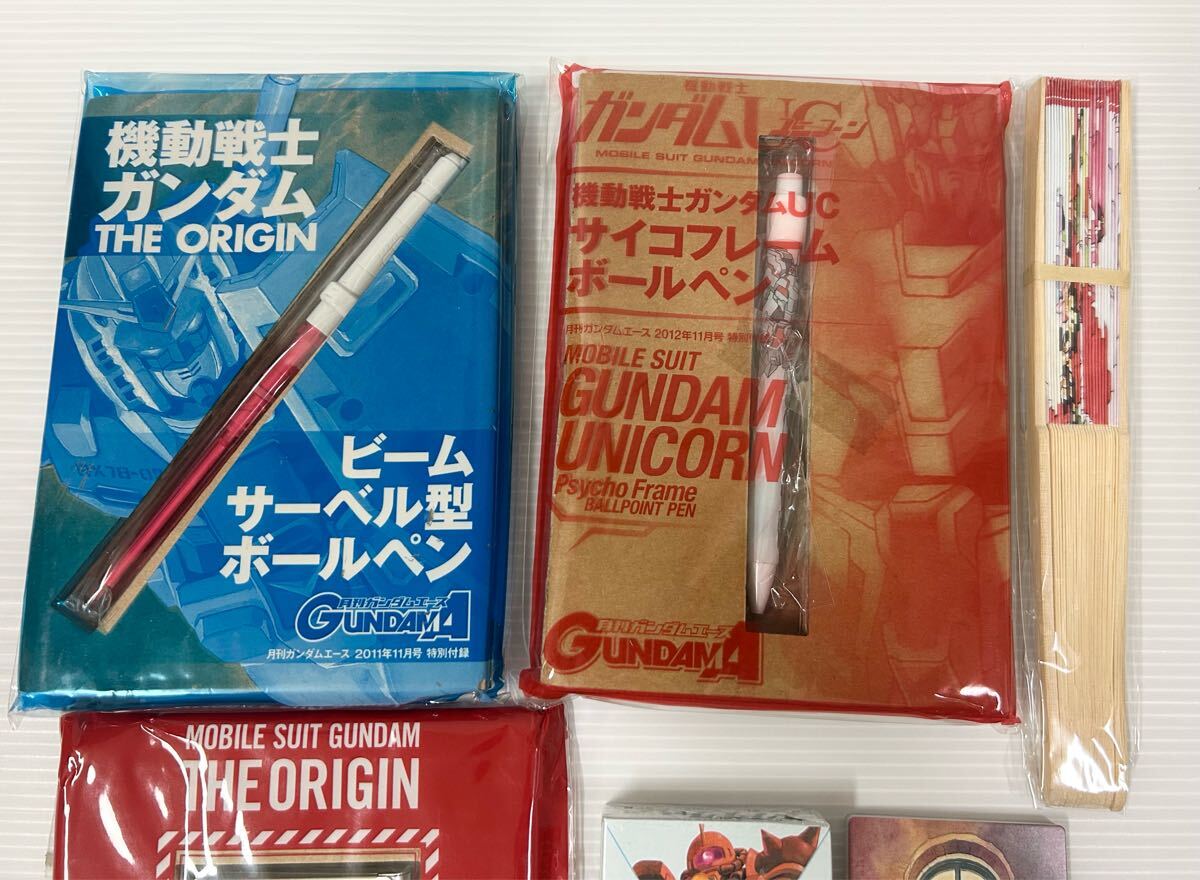 機動戦士
ガンダム
THE ORIGIN
ビーム
サーベル型
ボールペン
月刊ガンダムエース
GUNDAM A
月刊ガンダムエース 2011年11月号 特別付録
機動戦士
ガンダムUC
MOBILE SUIT GUNDAM
機動戦士ガンダムUC
サイコフレーム
ボールペン
月刊ガンダムエース 2012年11月号 特別付録
MOBILE SUIT
GUNDAM
UNICORN
Psycho Frame
BALLPOINT PEN
月刊ガンダムエース
GUNDAM A
MOBILE SUIT GUNDAM
THE ORIGIN